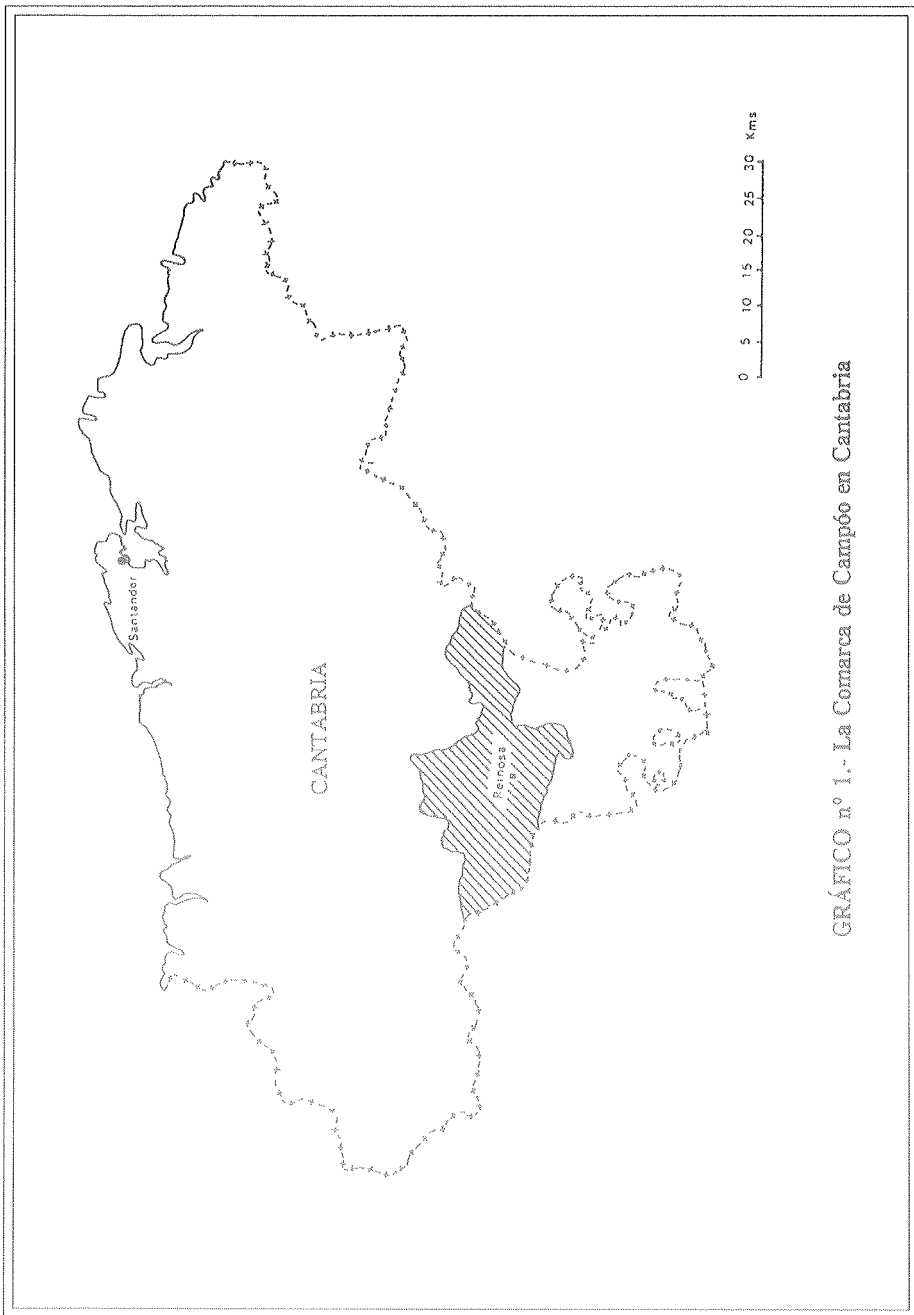 Santander
CANTABRIA
Reinosa
0 5 10 15 20 25 30 Kms
GRÁFICO nº 1.- La Comarca de Campóo en Cantabria